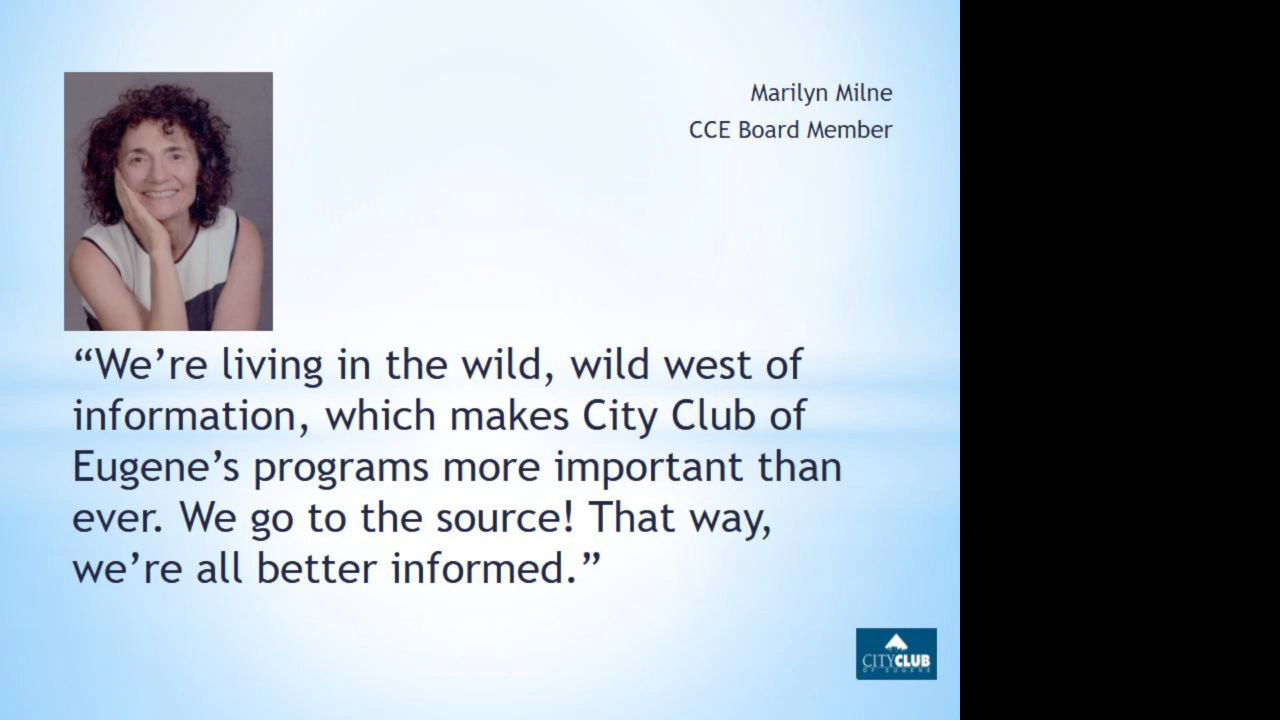 Marilyn Milne
CCE Board Member
“We’re living in the wild, wild west of
information, which makes City Club of
Eugene’s programs more important than
ever. We go to the source! That way,
we’re all better informed.”
CITYCLUB
OF EUGENE